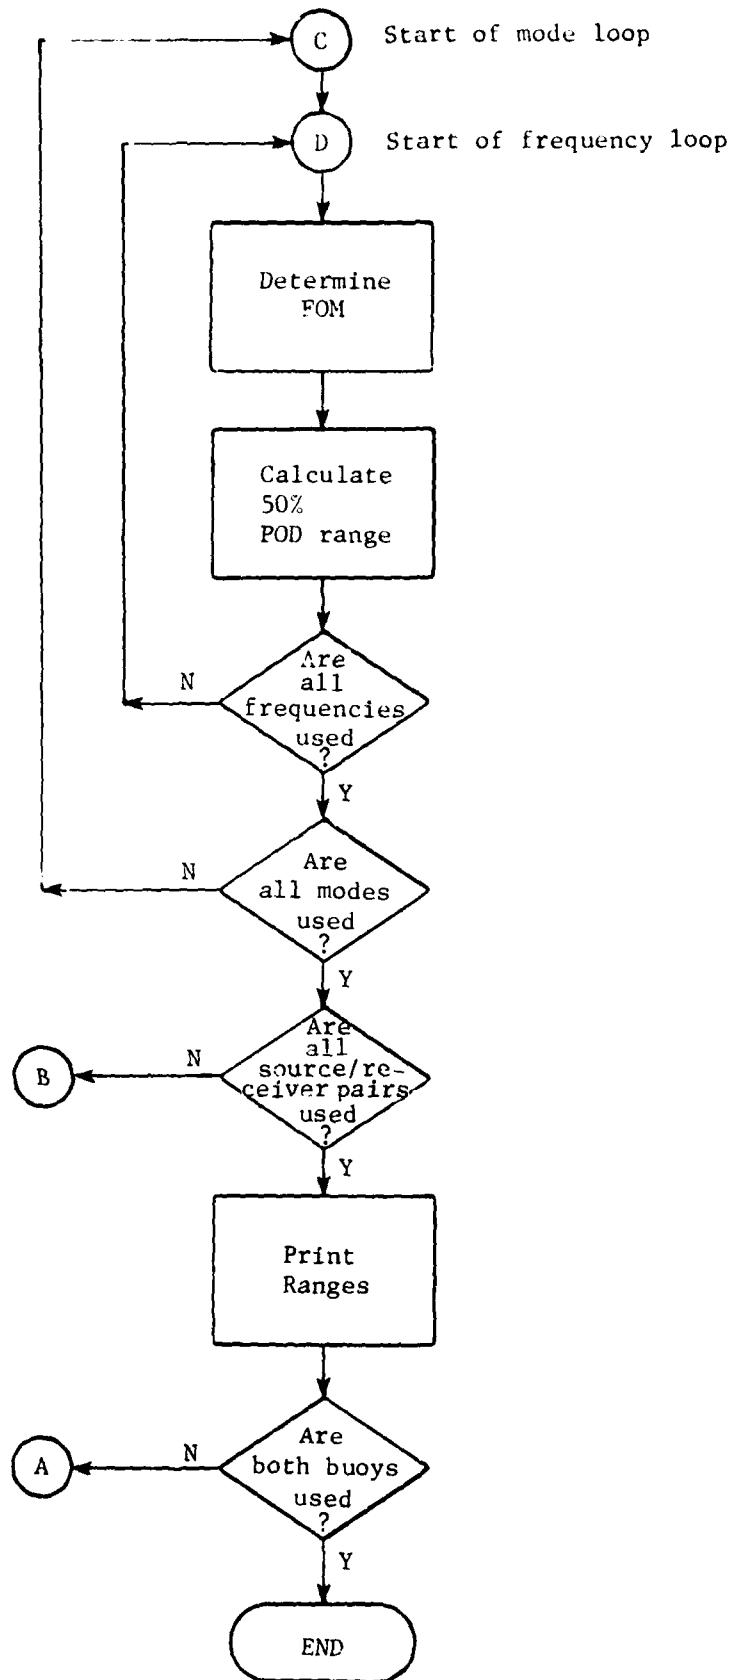 C Start of mode loop
D Start of frequency loop
Determine
FOM
Calculate
50%
POD range
Are
all
frequencies
used
?
N
Y
Are
all modes
used
?
N
Y
Are
all
source/re-
ceiver pairs
used
?
N
B
Y
Print
Ranges
Are
both buoys
used
?
N
A
Y
END